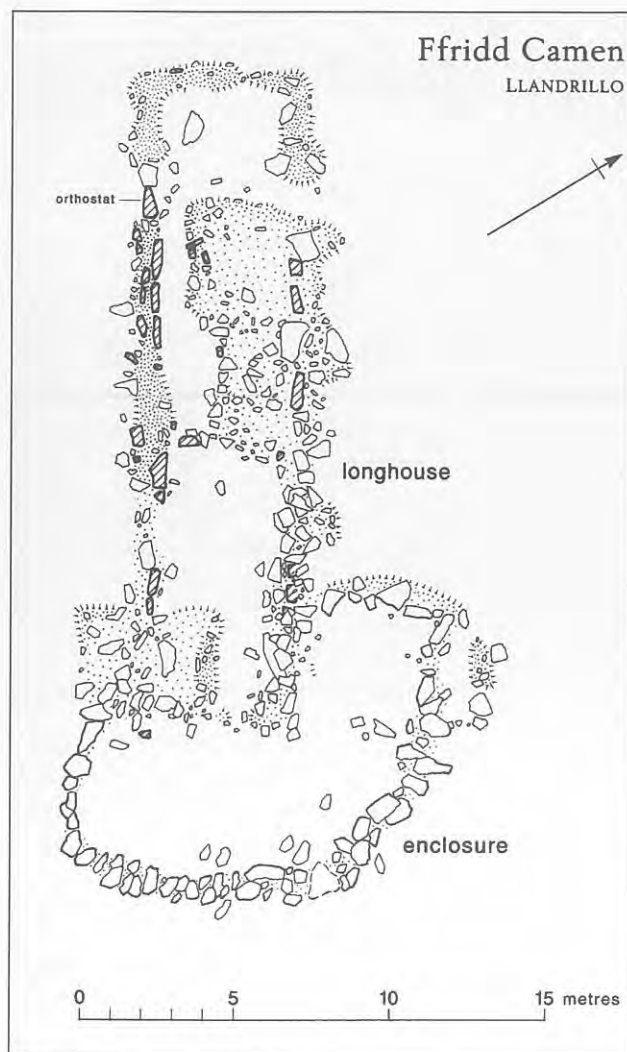 Ffridd Camen
LLANDRILLO
orthostat
longhouse
enclosure
0 5 10 15 metres